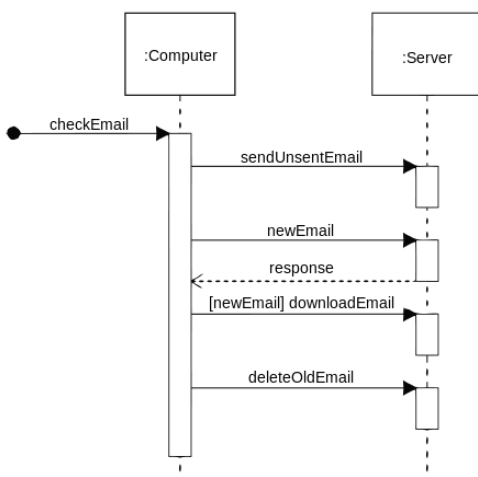 :Computer
:Server
checkEmail
sendUnsentEmail
newEmail
response
[newEmail] downloadEmail
deleteOldEmail